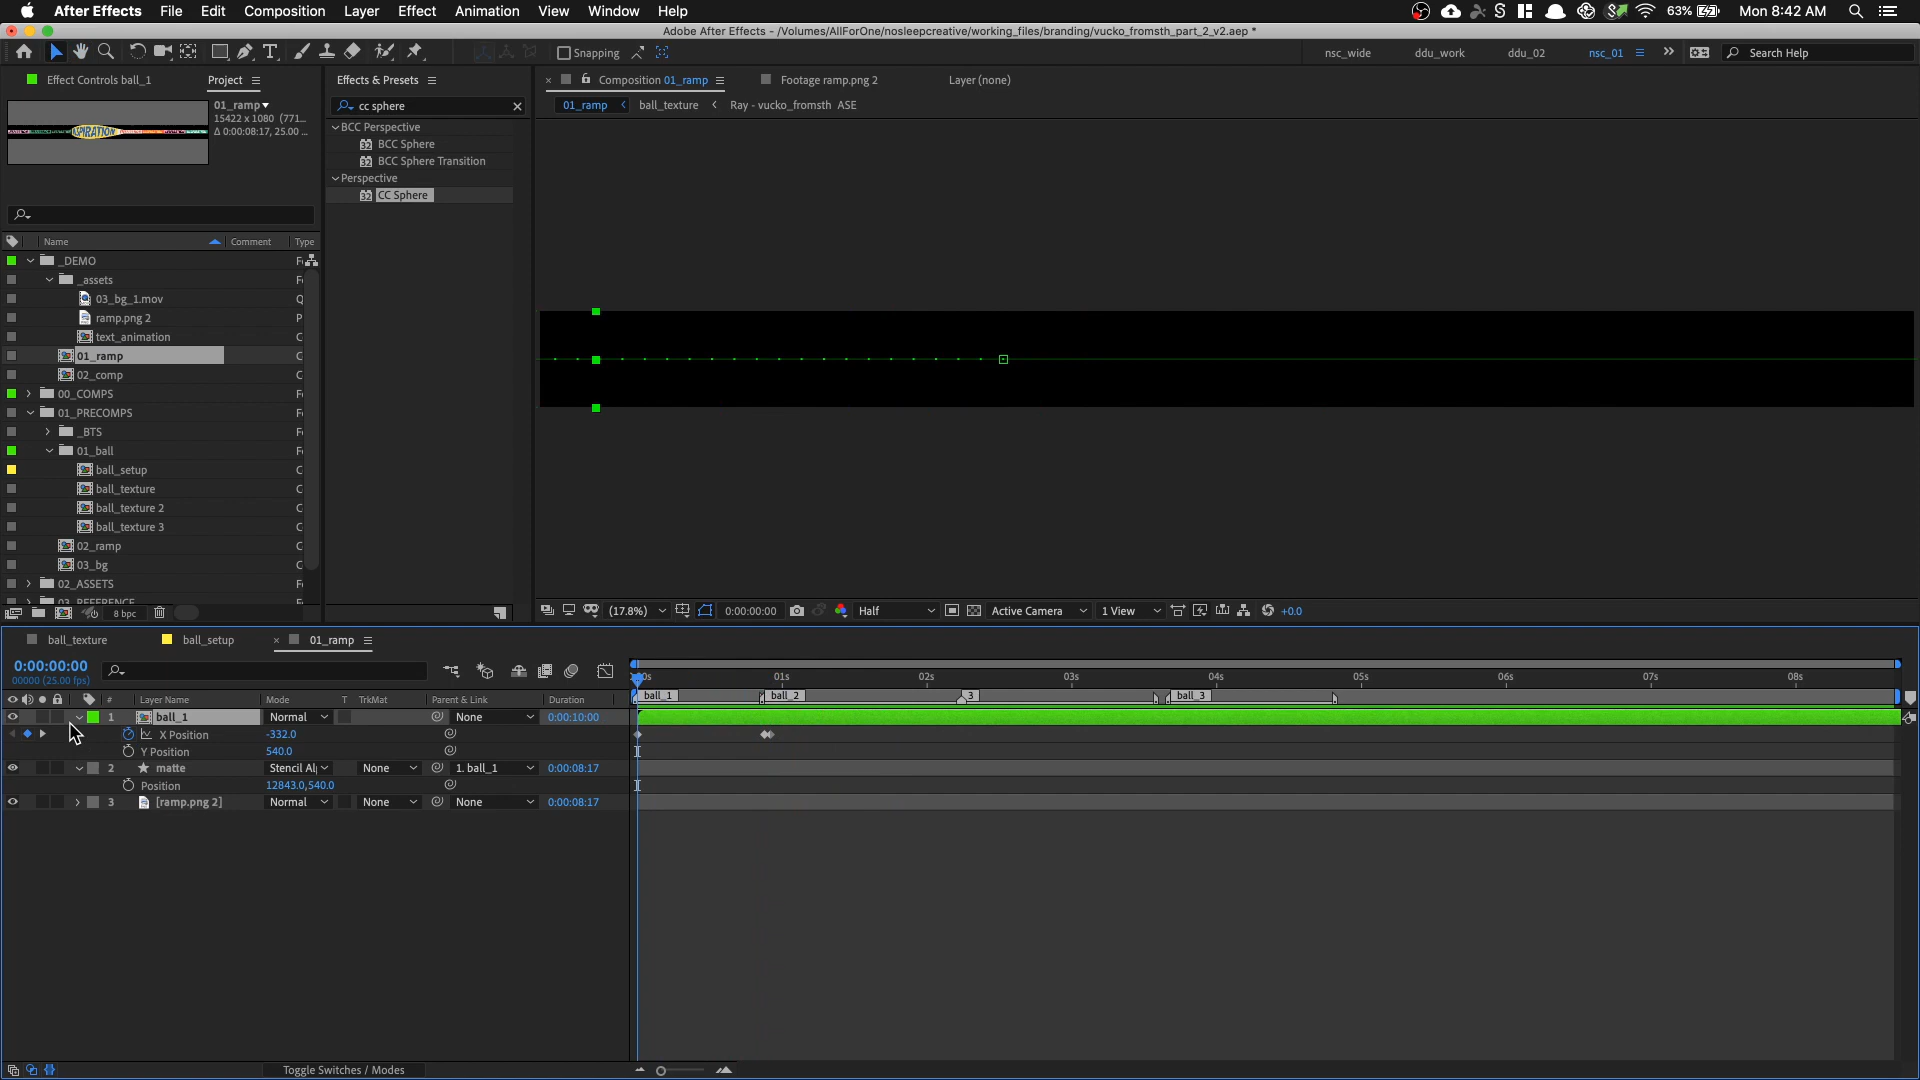 After Effects File Edit Composition Layer Effect Animation View Window Help 63% Mon 8:42 AM
Adobe After Effects - /Volumes/AllForOne/nosleepcreative/working_files/branding/vucko_fromsth_part_2_v2.aep *
Snapping nsc_wide ddu_work ddu_02 nsc_01 Search Help
Effect Controls ball_1 Project Effects & Presets Composition 01_ramp Footage ramp.png 2 Layer (none)
01_ramp
15422 x 1080 (771...
Δ 0:00:08:17, 25.00 ...
cc sphere
01_ramp ball_texture Ray - vucko_fromsth ASE
BCC Perspective
BCC Sphere
BCC Sphere Transition
Perspective
CC Sphere
Name Comment Type
_DEMO F
_assets F
03_bg_1.mov Q
ramp.png 2 P
text_animation C
01_ramp C
02_comp C
00_COMPS F
01_PRECOMPS F
_BTS F
01_ball F
ball_setup C
ball_texture C
ball_texture 2 C
ball_texture 3 C
02_ramp C
03_bg C
02_ASSETS F
03_REFERENCE F
8 bpc
(17.8%) 0:00:00:00 Half Active Camera 1 View +0.0
ball_texture ball_setup 01_ramp
0:00:00:00
00000 (25.00 fps)
01s 02s 03s 04s 05s 06s 07s 08s
# Layer Name Mode T TrkMat Parent & Link Duration
ball_1 ball_2 3 ball_3
1 ball_1 Normal None 0:00:10:00
X Position -332.0
Y Position 540.0
2 matte Stencil Al None 1. ball_1 0:00:08:17
Position 12843.0,540.0
3 [ramp.png 2] Normal None None 0:00:08:17
Toggle Switches / Modes